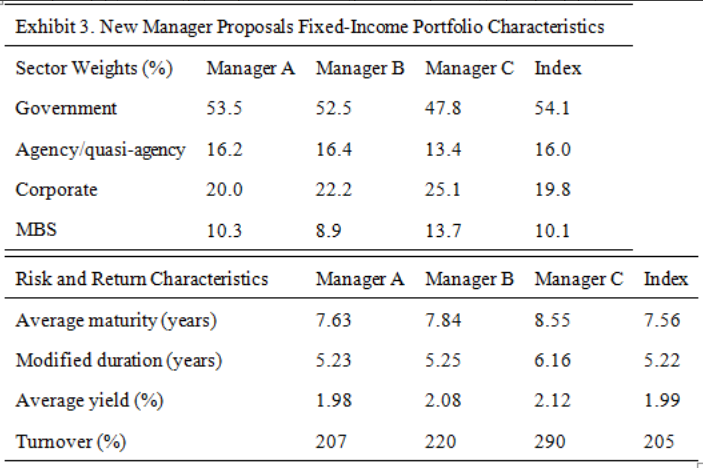 Exhibit 3. New Manager Proposals Fixed-Income Portfolio Characteristics
Sector Weights (%) Manager A Manager B Manager C Index
Government 53.5 52.5 47.8 54.1
Agency/quasi-agency 16.2 16.4 13.4 16.0
Corporate 20.0 22.2 25.1 19.8
MBS 10.3 8.9 13.7 10.1
Risk and Return Characteristics Manager A Manager B Manager C Index
Average maturity (years) 7.63 7.84 8.55 7.56
Modified duration (years) 5.23 5.25 6.16 5.22
Average yield (%) 1.98 2.08 2.12 1.99
Turnover (%) 207 220 290 205